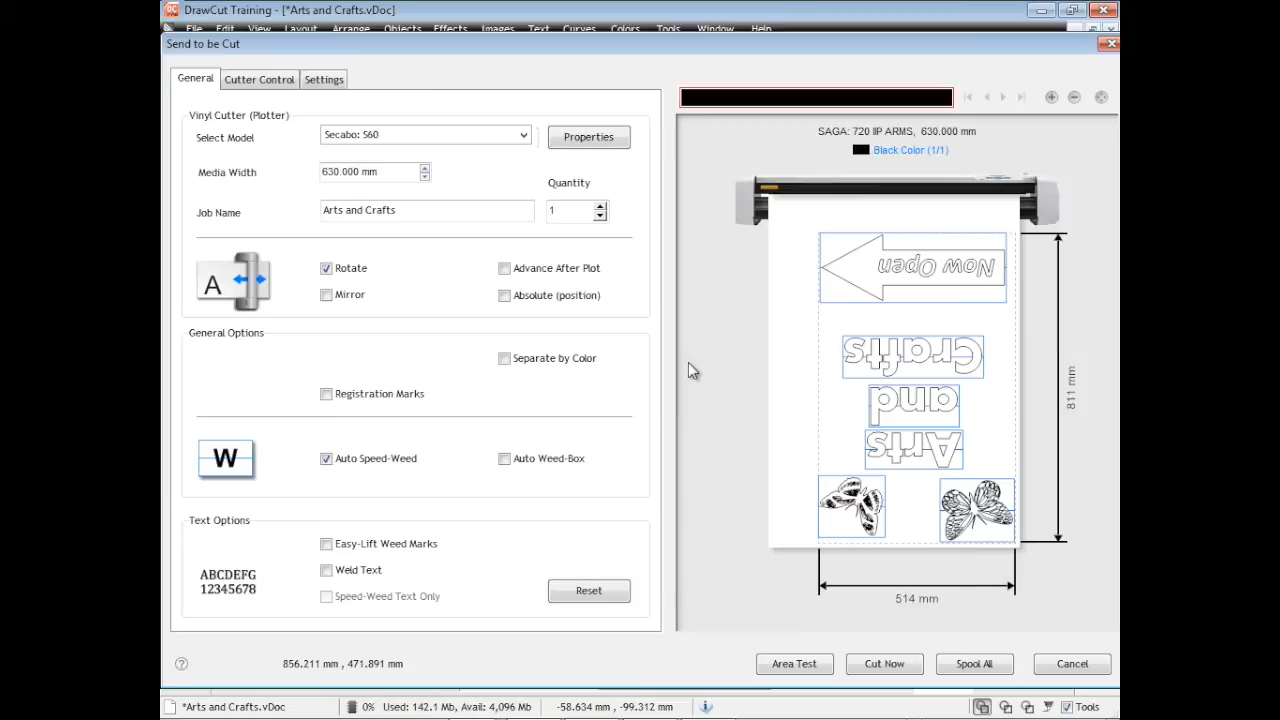 DrawCut Training - [*Arts and Crafts.vDoc]
File Edit View Layout Arrange Objects Effects Images Text Curves Colors Tools Window Help
Send to be Cut
General Cutter Control Settings
Vinyl Cutter (Plotter)
Select Model Secabo: S60 Properties
Media Width 630.000 mm
Quantity
Job Name Arts and Crafts 1
A Rotate Advance After Plot
Mirror Absolute (position)
General Options
Separate by Color
Registration Marks
W Auto Speed-Weed Auto Weed-Box
Text Options
Easy-Lift Weed Marks
ABCDEFG
12345678
Weld Text
Speed-Weed Text Only
Reset
SAGA: 720 IIP ARMS, 630.000 mm
Black Color (1/1)
Now Open
Crafts
and
Arts
811 mm
514 mm
856.211 mm , 471.891 mm
Area Test Cut Now Spool All Cancel
*Arts and Crafts.vDoc 0% Used: 142.1 Mb, Avail: 4,096 Mb -58.634 mm , -99.312 mm Tools